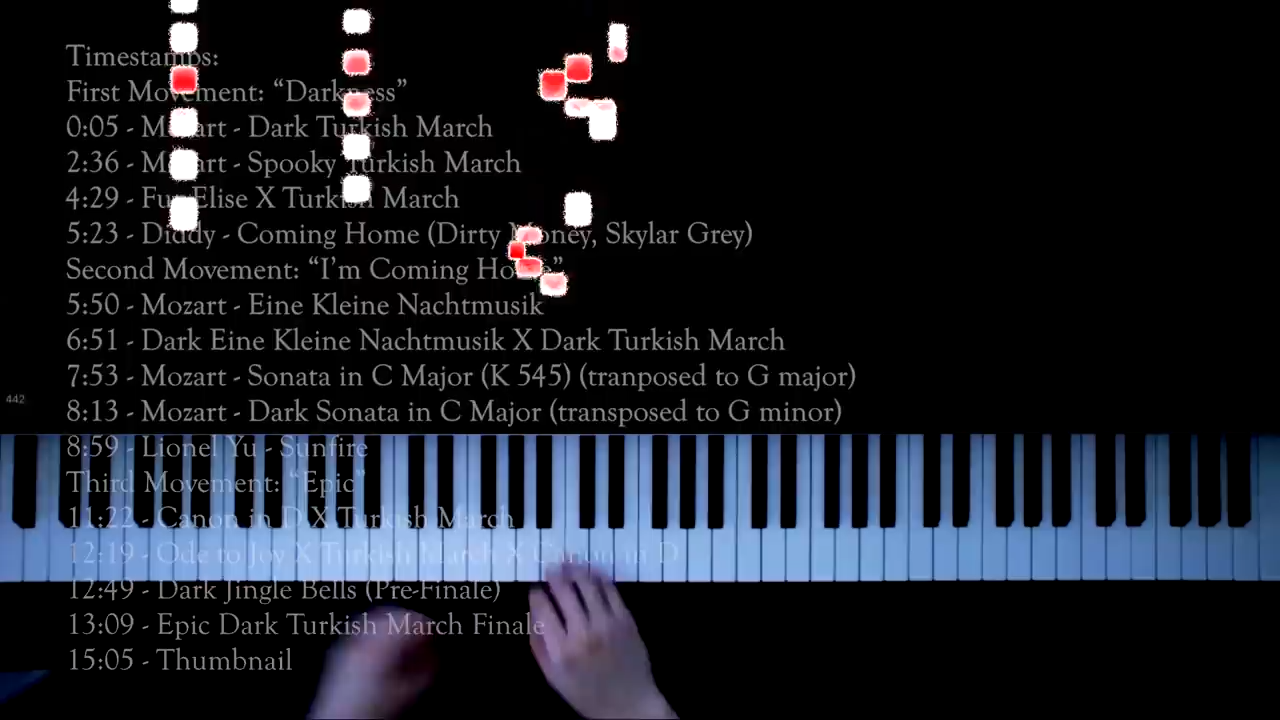 Timestamps:
First Movement: “Darkness”
0:05 - Mozart - Dark Turkish March
2:36 - Mozart - Spooky Turkish March
4:29 - Fur Elise X Turkish March
5:23 - Diddy - Coming Home (Dirty Money, Skylar Grey)
Second Movement: “I’m Coming Home”
5:50 - Mozart - Eine Kleine Nachtmusik
6:51 - Dark Eine Kleine Nachtmusik X Dark Turkish March
7:53 - Mozart - Sonata in C Major (K 545) (tranposed to G major)
442
8:13 - Mozart - Dark Sonata in C Major (transposed to G minor)
8:59 - Lionel Yu - Sunfire
Third Movement: “Epic”
11:22 - Canon in D X Turkish March
12:19 - Ode to Joy X Turkish March X Canon in D
12:49 - Dark Jingle Bells (Pre-Finale)
13:09 - Epic Dark Turkish March Finale
15:05 - Thumbnail